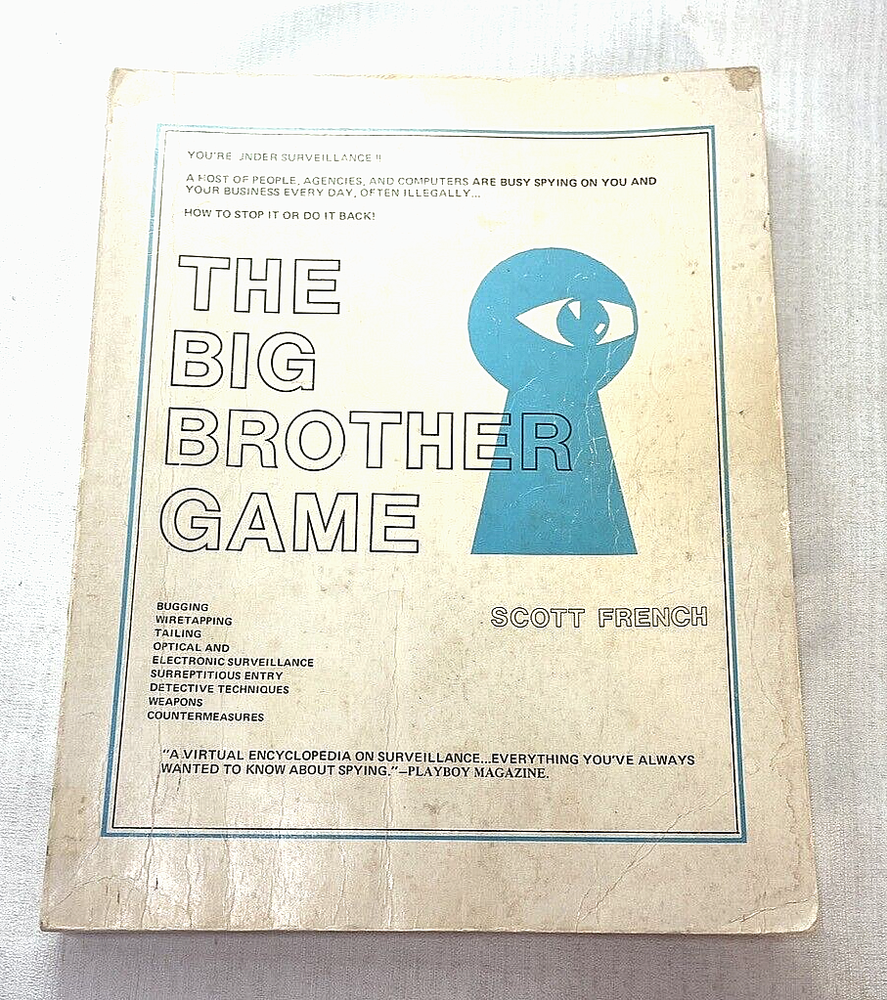 YOU'RE UNDER SURVEILLANCE !!
A HOST OF PEOPLE, AGENCIES, AND COMPUTERS ARE BUSY SPYING ON YOU AND
YOUR BUSINESS EVERY DAY, OFTEN ILLEGALLY...
HOW TO STOP IT OR DO IT BACK!
THE
BIG
BROTHER
GAME
SCOTT FRENCH
BUGGING
WIRETAPPING
TAILING
OPTICAL AND
ELECTRONIC SURVEILLANCE
SURREPTITIOUS ENTRY
DETECTIVE TECHNIQUES
WEAPONS
COUNTERMEASURES
"A VIRTUAL ENCYCLOPEDIA ON SURVEILLANCE...EVERYTHING YOU'VE ALWAYS
WANTED TO KNOW ABOUT SPYING."—PLAYBOY MAGAZINE.